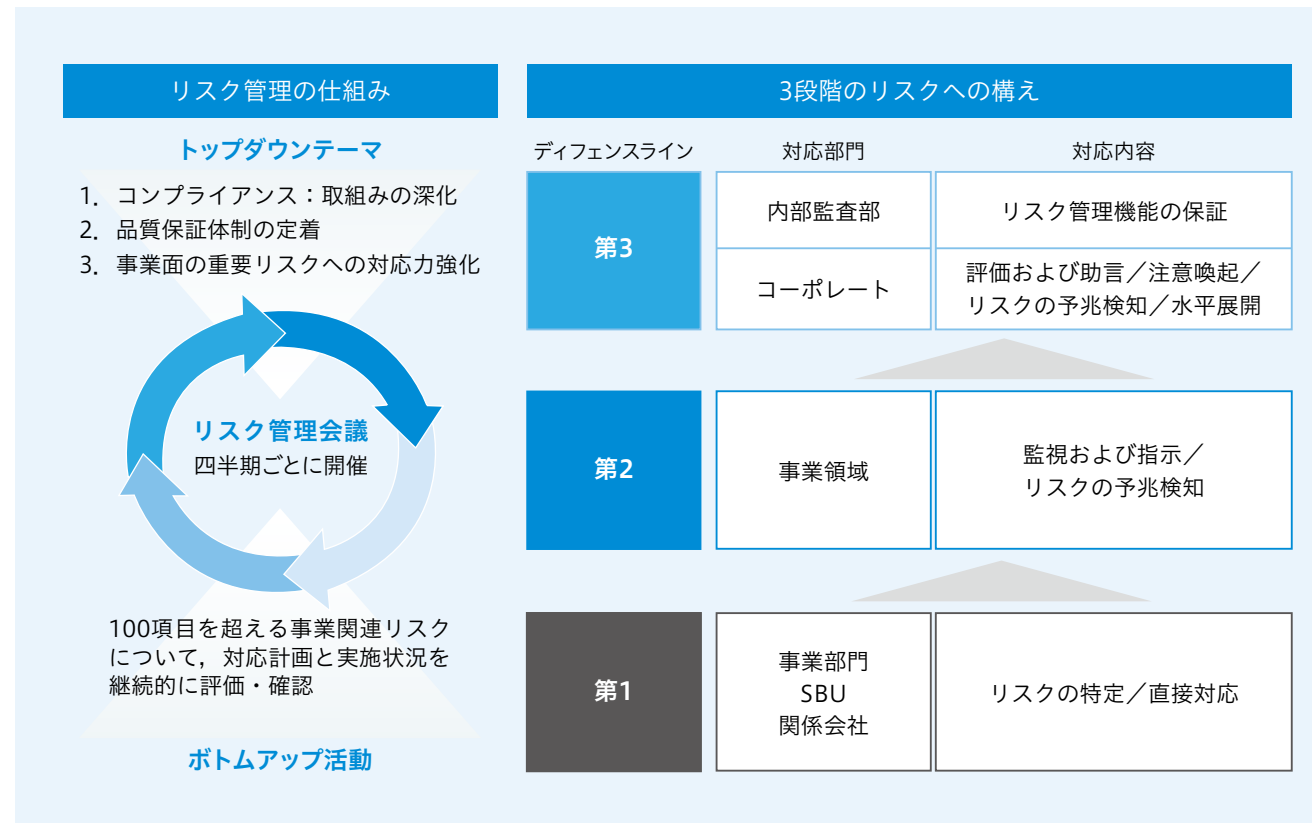 リスク管理の仕組み
トップダウンテーマ
1. コンプライアンス：取組みの深化
2. 品質保証体制の定着
3. 事業面の重要リスクへの対応力強化
リスク管理会議
四半期ごとに開催
100項目を超える事業関連リスク
について，対応計画と実施状況を
継続的に評価・確認
ボトムアップ活動
3段階のリスクへの構え
ディフェンスライン 対応部門 対応内容
第3
内部監査部
リスク管理機能の保証
コーポレート
評価および助言／注意喚起／
リスクの予兆検知／水平展開
第2
事業領域
監視および指示／
リスクの予兆検知
第1
事業部門
SBU
関係会社
リスクの特定／直接対応